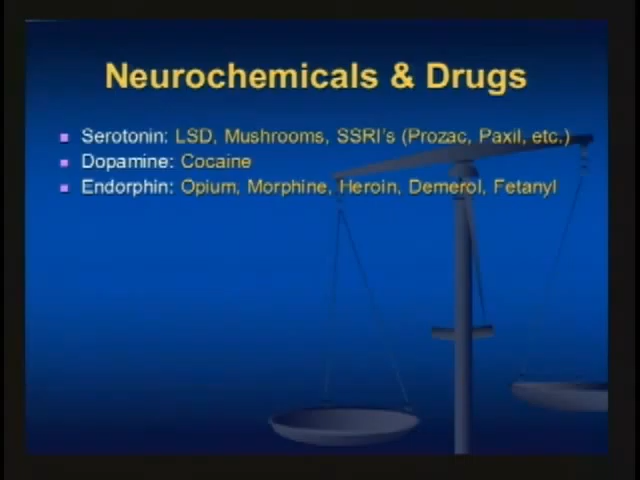 Neurochemicals & Drugs
Serotonin: LSD, Mushrooms, SSRI's (Prozac, Paxil, etc.)
Dopamine: Cocaine
Endorphin: Opium, Morphine, Heroin, Demerol, Fetanyl